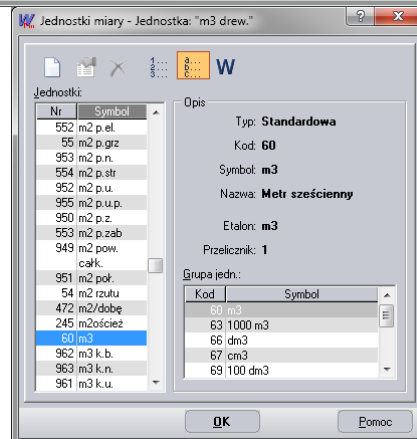 Jednostki miary - Jednostka: "m3 drew."
Jednostki:
Nr Symbol
552 m2 p.el.
55 m2 p.grz
953 m2 p.n.
554 m2 p.str
952 m2 p.u.
955 m2 p.u.p.
950 m2 p.z.
553 m2 p.zab
949 m2 pow.
całk.
951 m2 poł.
54 m2 rzutu
472 m2/dobę
245 m2oścież
60 m3
962 m3 k.b.
963 m3 k.n.
961 m3 k.u.
Opis
Typ: Standardowa
Kod: 60
Symbol: m3
Nazwa: Metr sześcienny
Etalon: m3
Przelicznik: 1
Grupa jedn.:
Kod Symbol
60 m3
63 1000 m3
66 dm3
67 cm3
69 100 dm3
OK
Pomoc